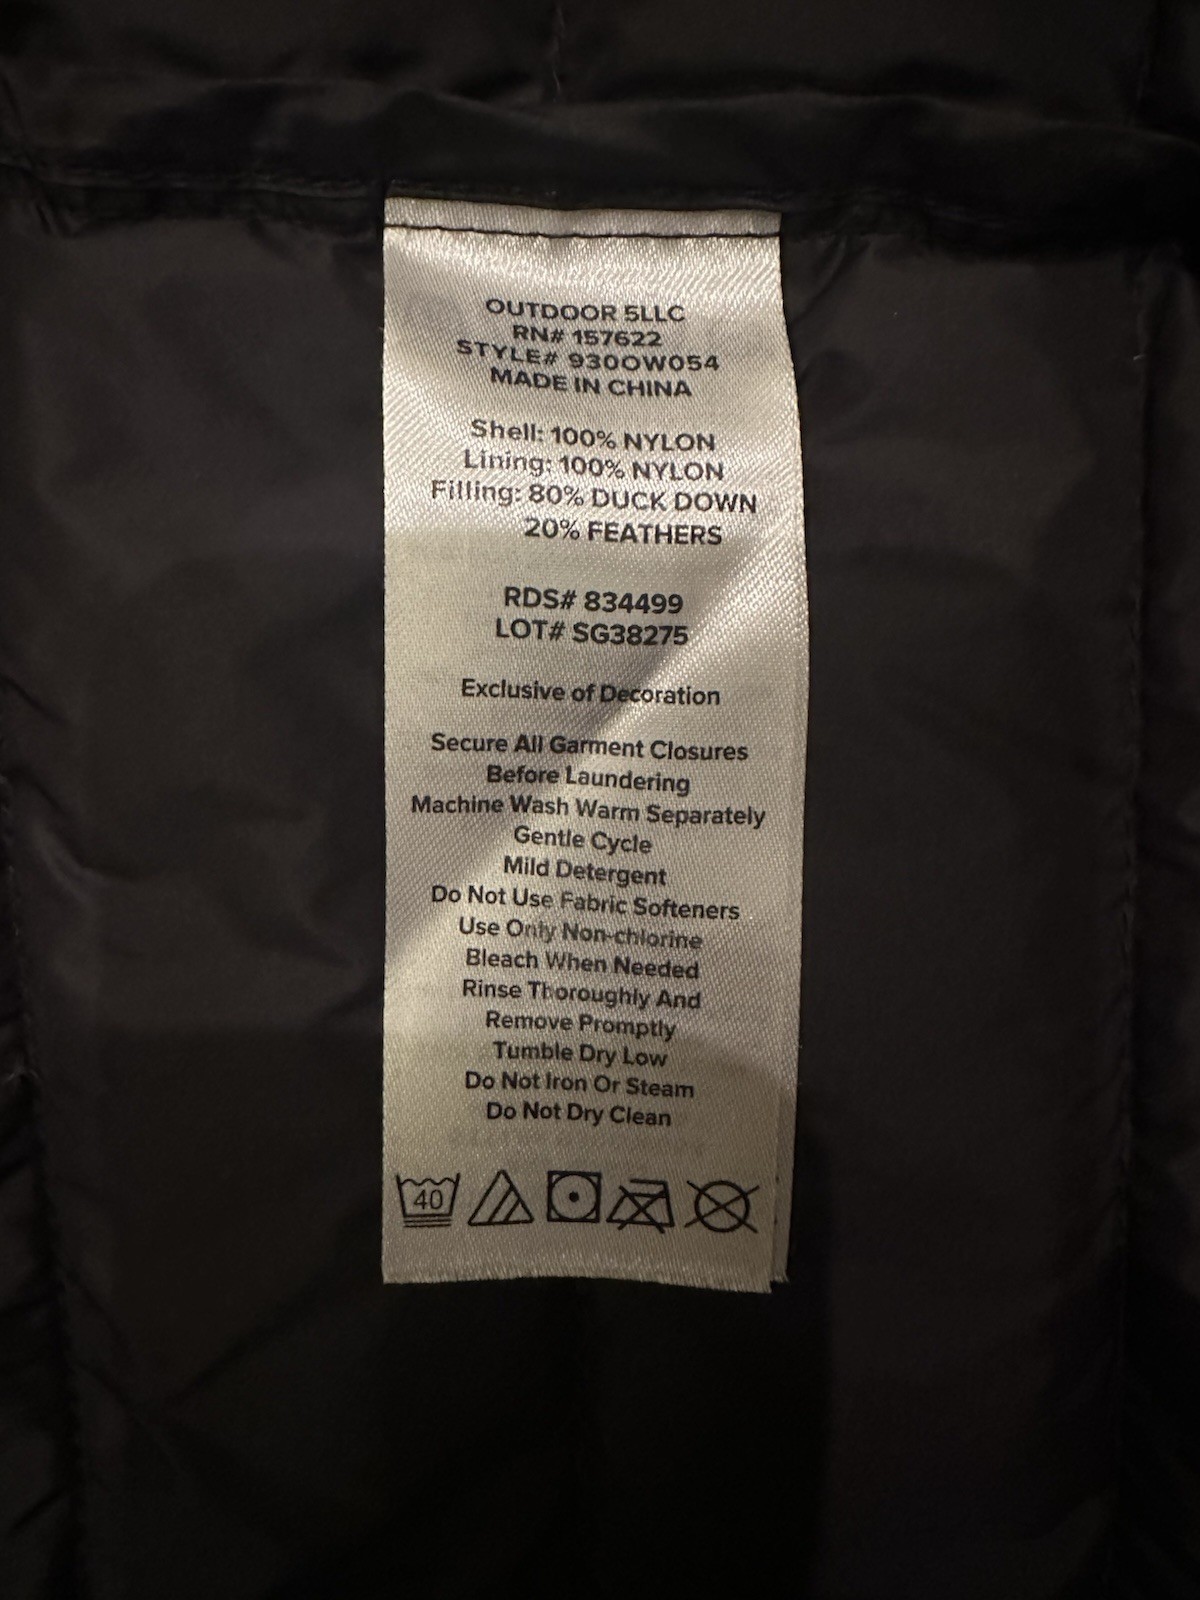 OUTDOOR 5LLC
RN# 157622
STYLE# 930OW054
MADE IN CHINA
Shell: 100% NYLON
Lining: 100% NYLON
Filling: 80% DUCK DOWN
20% FEATHERS
RDS# 834499
LOT# SG38275
Exclusive of Decoration
Secure All Garment Closures
Before Laundering
Machine Wash Warm Separately
Gentle Cycle
Mild Detergent
Do Not Use Fabric Softeners
Use Only Non-chlorine
Bleach When Needed
Rinse Thoroughly And
Remove Promptly
Tumble Dry Low
Do Not Iron Or Steam
Do Not Dry Clean
40